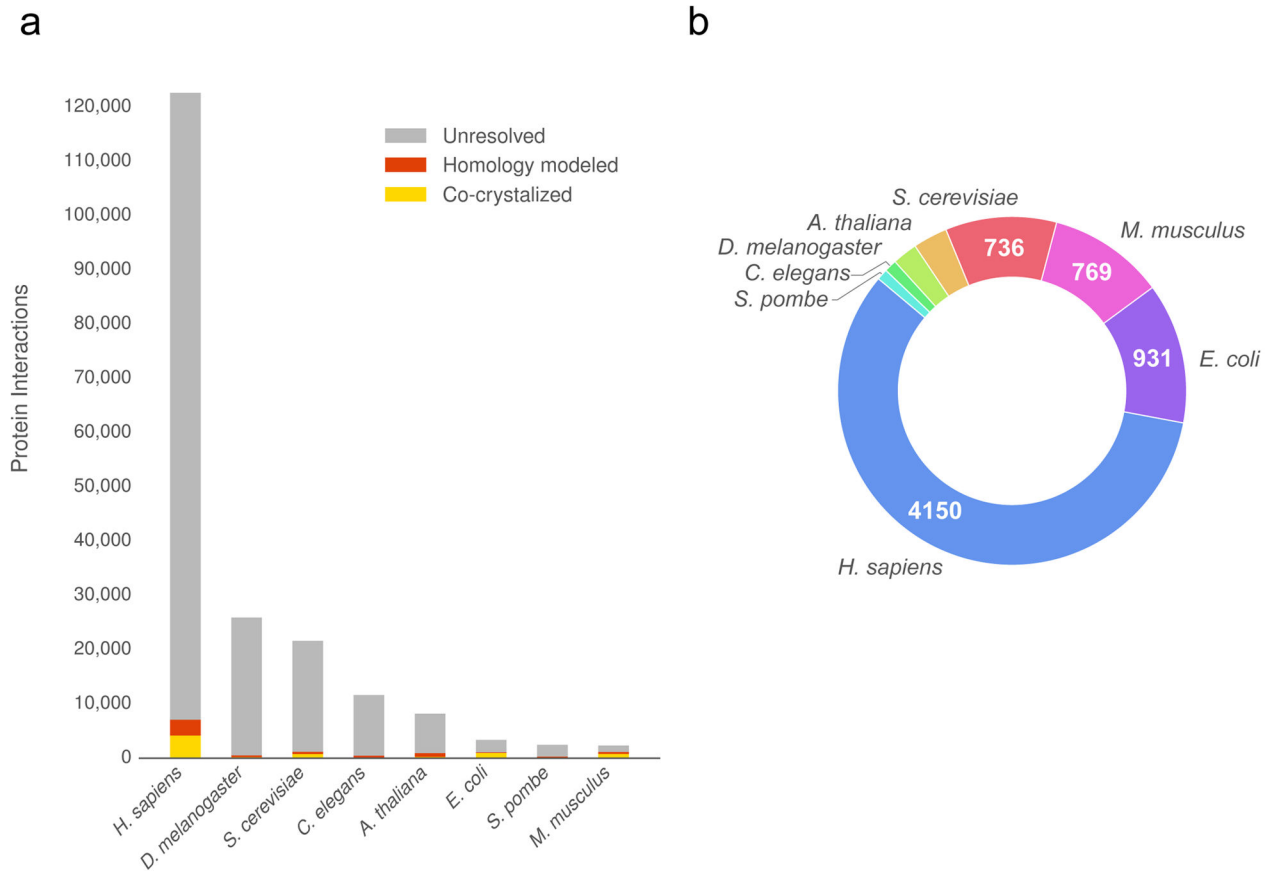 a
Protein Interactions
120,000
110,000
100,000
90,000
80,000
70,000
60,000
50,000
40,000
30,000
20,000
10,000
0
Unresolved
Homology modeled
Co-crystalized
H. sapiens
D. melanogaster
S. cerevisiae
C. elegans
A. thaliana
E. coli
S. pombe
M. musculus
b
S. cerevisiae
A. thaliana
D. melanogaster
C. elegans
S. pombe
M. musculus
E. coli
H. sapiens
736
769
931
4150